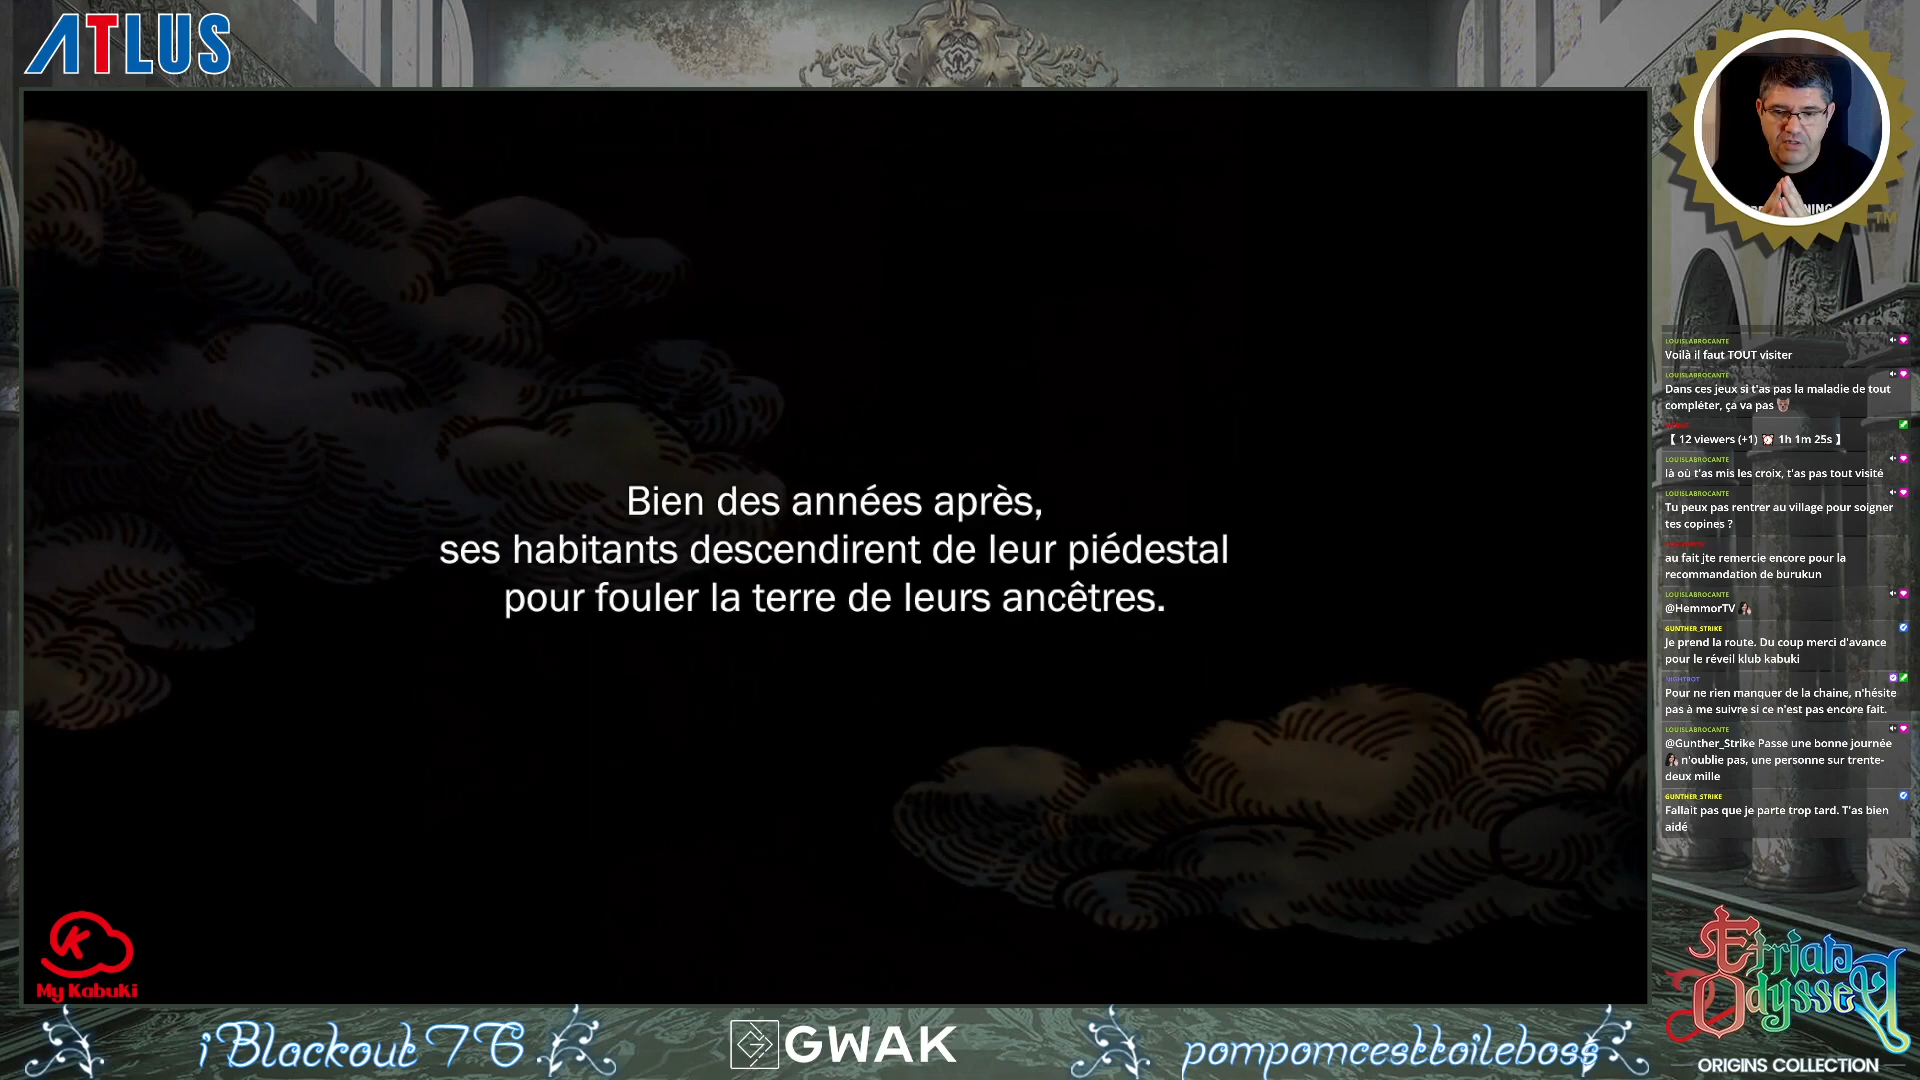 ATLUS
NING
TM
Bien des années après,
ses habitants descendirent de leur piédestal
pour fouler la terre de leurs ancêtres.
LOUISLABROCANTE
Voilà il faut TOUT visiter
LOUISLABROCANTE
Dans ces jeux si t'as pas la maladie de tout
compléter, ça va pas
【 12 viewers (+1) ⏰ 1h 1m 25s 】
LOUISLABROCANTE
là où t'as mis les croix, t'as pas tout visité
LOUISLABROCANTE
Tu peux pas rentrer au village pour soigner
tes copines ?
au fait jte remercie encore pour la
recommandation de burukun
LOUISLABROCANTE
@HemmorTV
GUNTHER_STRIKE
Je prend la route. Du coup merci d'avance
pour le réveil klub kabuki
NIGHTBOT
Pour ne rien manquer de la chaine, n'hésite
pas à me suivre si ce n'est pas encore fait.
LOUISLABROCANTE
@Gunther_Strike Passe une bonne journée
n'oublie pas, une personne sur trente-
deux mille
GUNTHER_STRIKE
Fallait pas que je parte trop tard. T'as bien
aidé
K
My KabuKi
iBlackout76
GWAK
pompomcesttoileboss
Etrian
Odyssey
ORIGINS COLLECTION